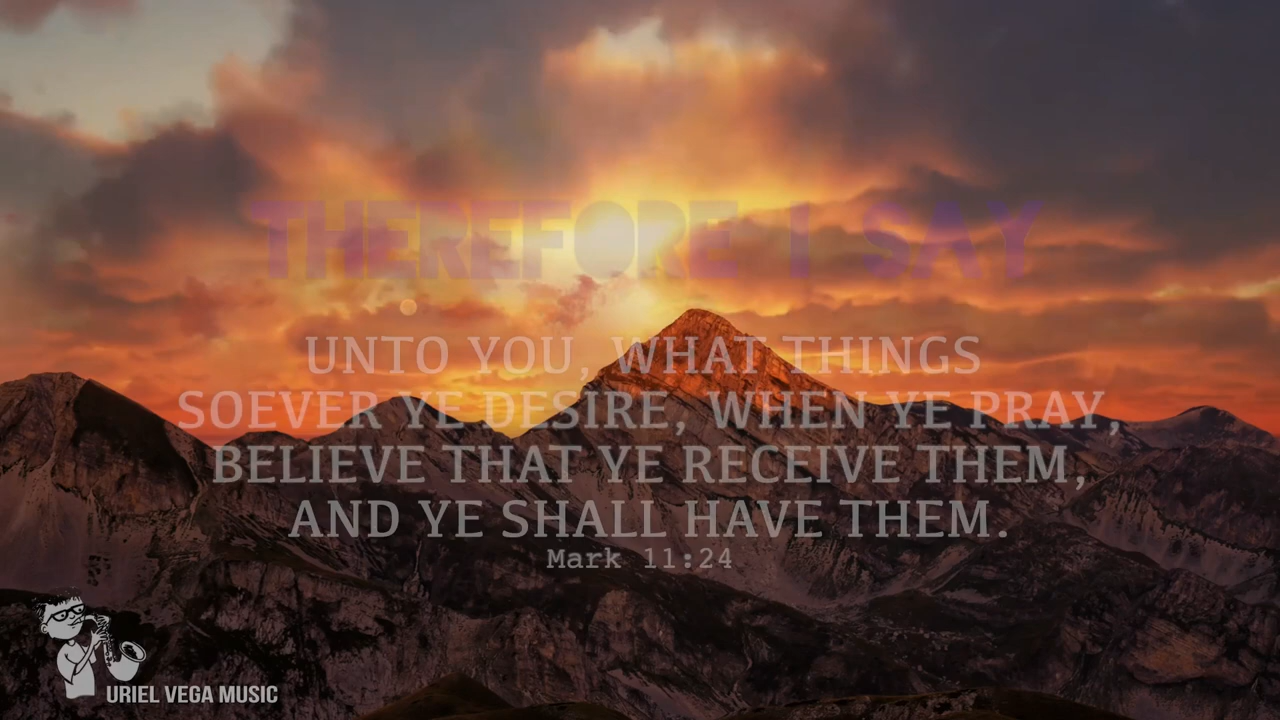 THEREFORE I SAY
UNTO YOU, WHAT THINGS
SOEVER YE DESIRE, WHEN YE PRAY,
BELIEVE THAT YE RECEIVE THEM,
AND YE SHALL HAVE THEM.
Mark 11:24
URIEL VEGA MUSIC